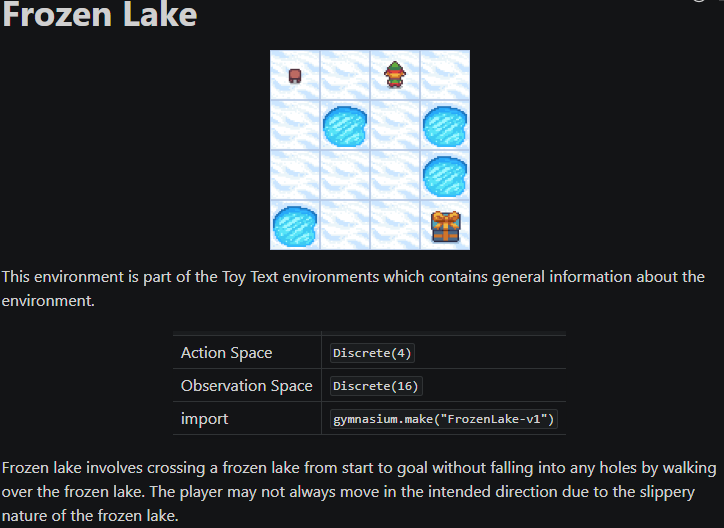 Frozen Lake
This environment is part of the Toy Text environments which contains general information about the
environment.
Action Space Discrete(4)
Observation Space Discrete(16)
import gymnasium.make("FrozenLake-v1")
Frozen lake involves crossing a frozen lake from start to goal without falling into any holes by walking
over the frozen lake. The player may not always move in the intended direction due to the slippery
nature of the frozen lake.